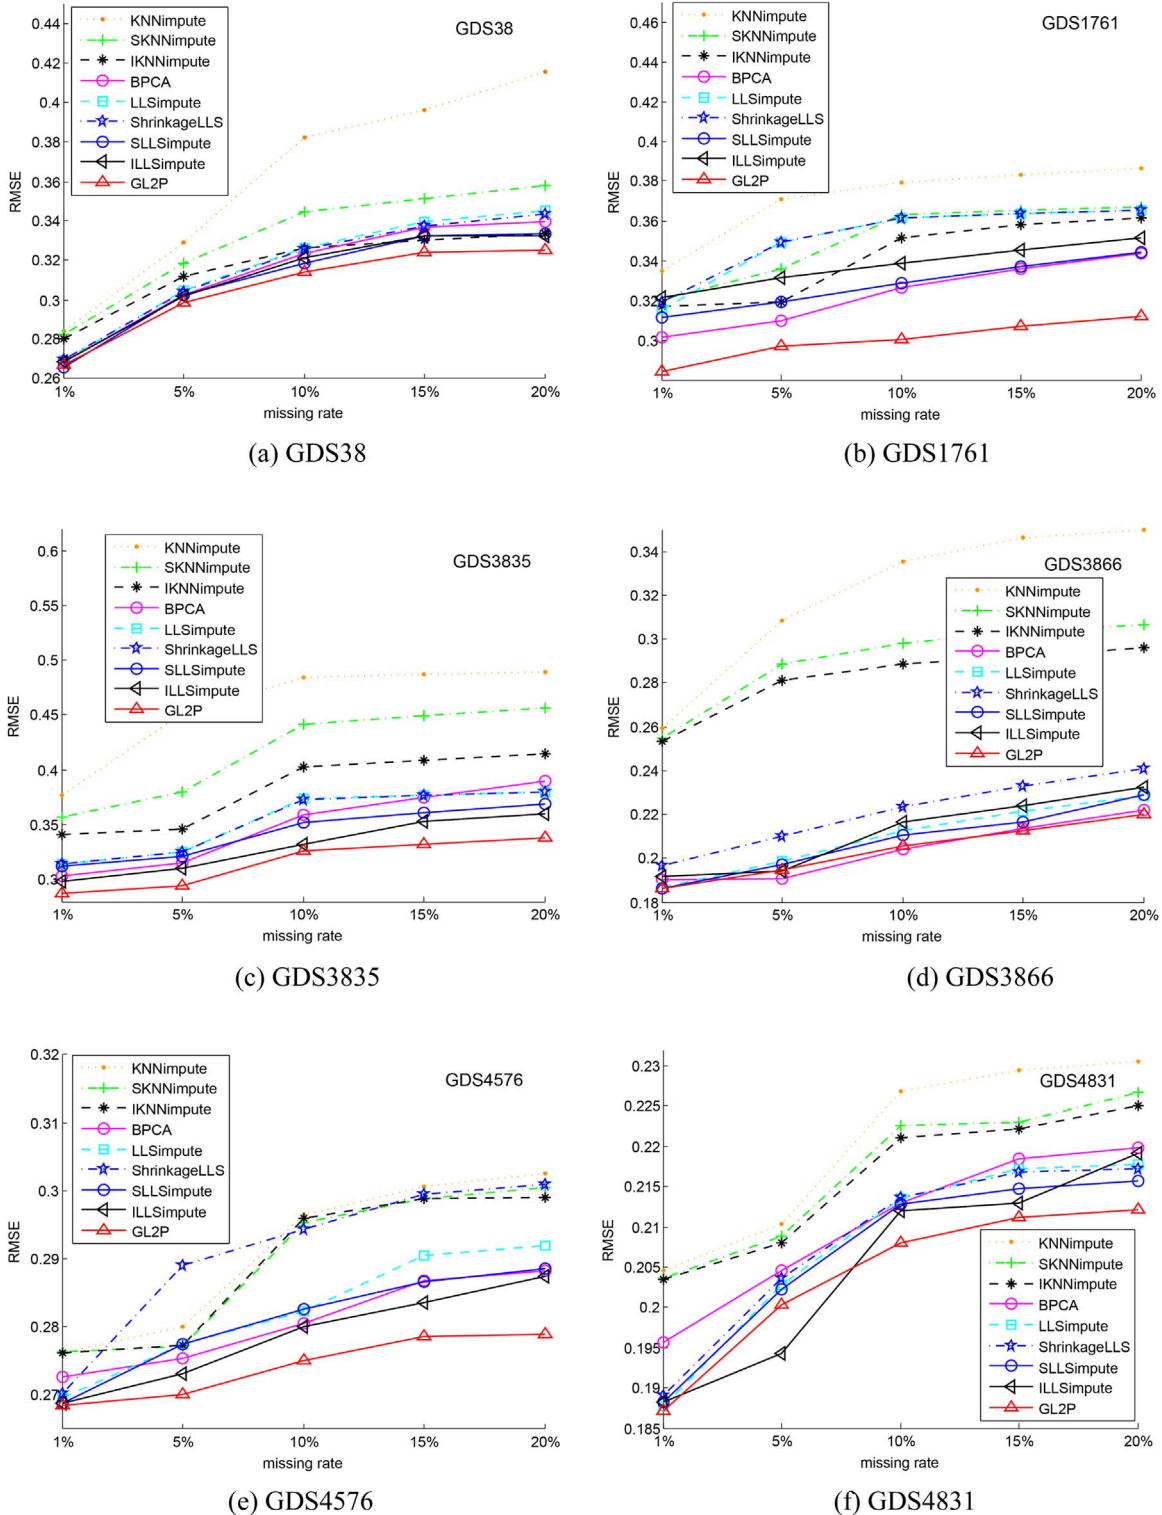 GDS38
KNNimpute
SKNNimpute
IKNNimpute
BPCA
LLSimpute
ShrinkageLLS
SLLSimpute
ILLSimpute
GL2P
RMSE
0.44
0.42
0.4
0.38
0.36
0.34
0.32
0.3
0.28
0.26
1% 5% 10% 15% 20%
missing rate
(a) GDS38
GDS1761
KNNimpute
SKNNimpute
IKNNimpute
BPCA
LLSimpute
ShrinkageLLS
SLLSimpute
ILLSimpute
GL2P
RMSE
0.46
0.44
0.42
0.4
0.38
0.36
0.34
0.32
0.3
1% 5% 10% 15% 20%
missing rate
(b) GDS1761
GDS3835
KNNimpute
SKNNimpute
IKNNimpute
BPCA
LLSimpute
ShrinkageLLS
SLLSimpute
ILLSimpute
GL2P
RMSE
0.6
0.55
0.5
0.45
0.4
0.35
0.3
1% 5% 10% 15% 20%
missing rate
(c) GDS3835
GDS3866
KNNimpute
SKNNimpute
IKNNimpute
BPCA
LLSimpute
ShrinkageLLS
SLLSimpute
ILLSimpute
GL2P
RMSE
0.34
0.32
0.3
0.28
0.26
0.24
0.22
0.2
0.18
1% 5% 10% 15% 20%
missing rate
(d) GDS3866
GDS4576
KNNimpute
SKNNimpute
IKNNimpute
BPCA
LLSimpute
ShrinkageLLS
SLLSimpute
ILLSimpute
GL2P
RMSE
0.32
0.31
0.3
0.29
0.28
0.27
1% 5% 10% 15% 20%
missing rate
(e) GDS4576
GDS4831
KNNimpute
SKNNimpute
IKNNimpute
BPCA
LLSimpute
ShrinkageLLS
SLLSimpute
ILLSimpute
GL2P
RMSE
0.23
0.225
0.22
0.215
0.21
0.205
0.2
0.195
0.19
0.185
1% 5% 10% 15% 20%
missing rate
(f) GDS4831